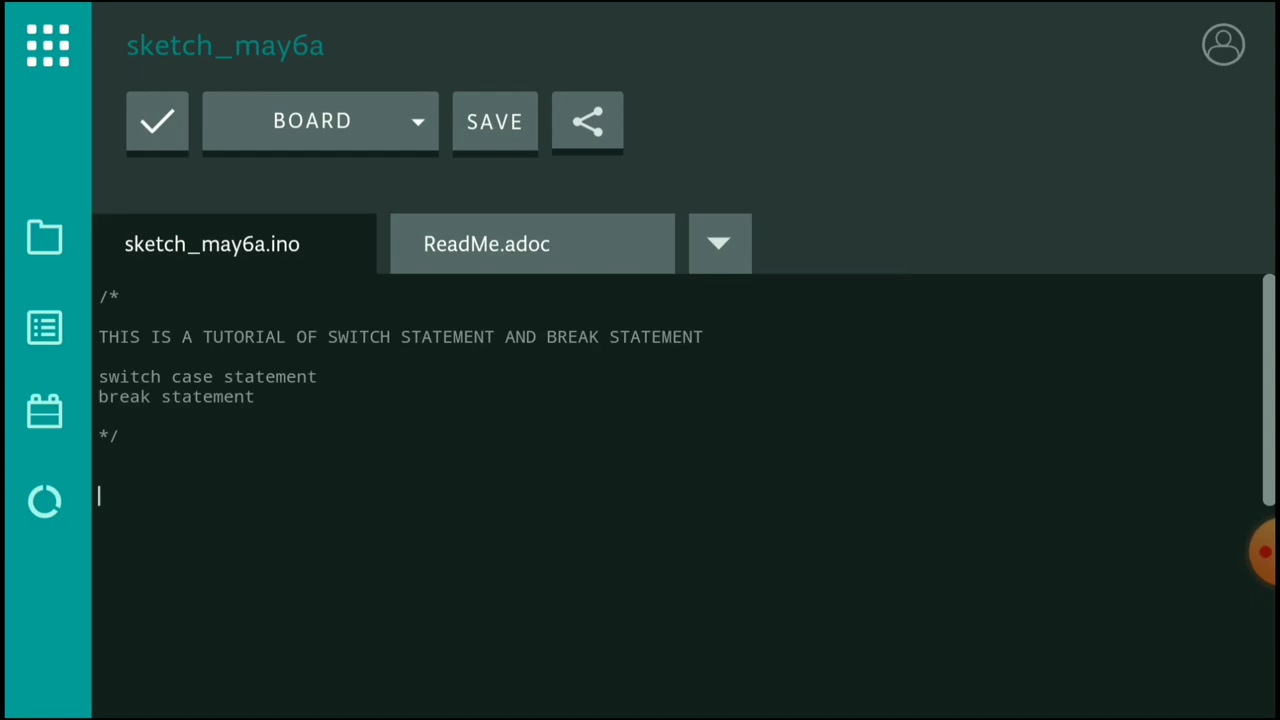 sketch_may6a
BOARD
SAVE
sketch_may6a.ino
ReadMe.adoc
/*
THIS IS A TUTORIAL OF SWITCH STATEMENT AND BREAK STATEMENT
switch case statement
break statement
*/